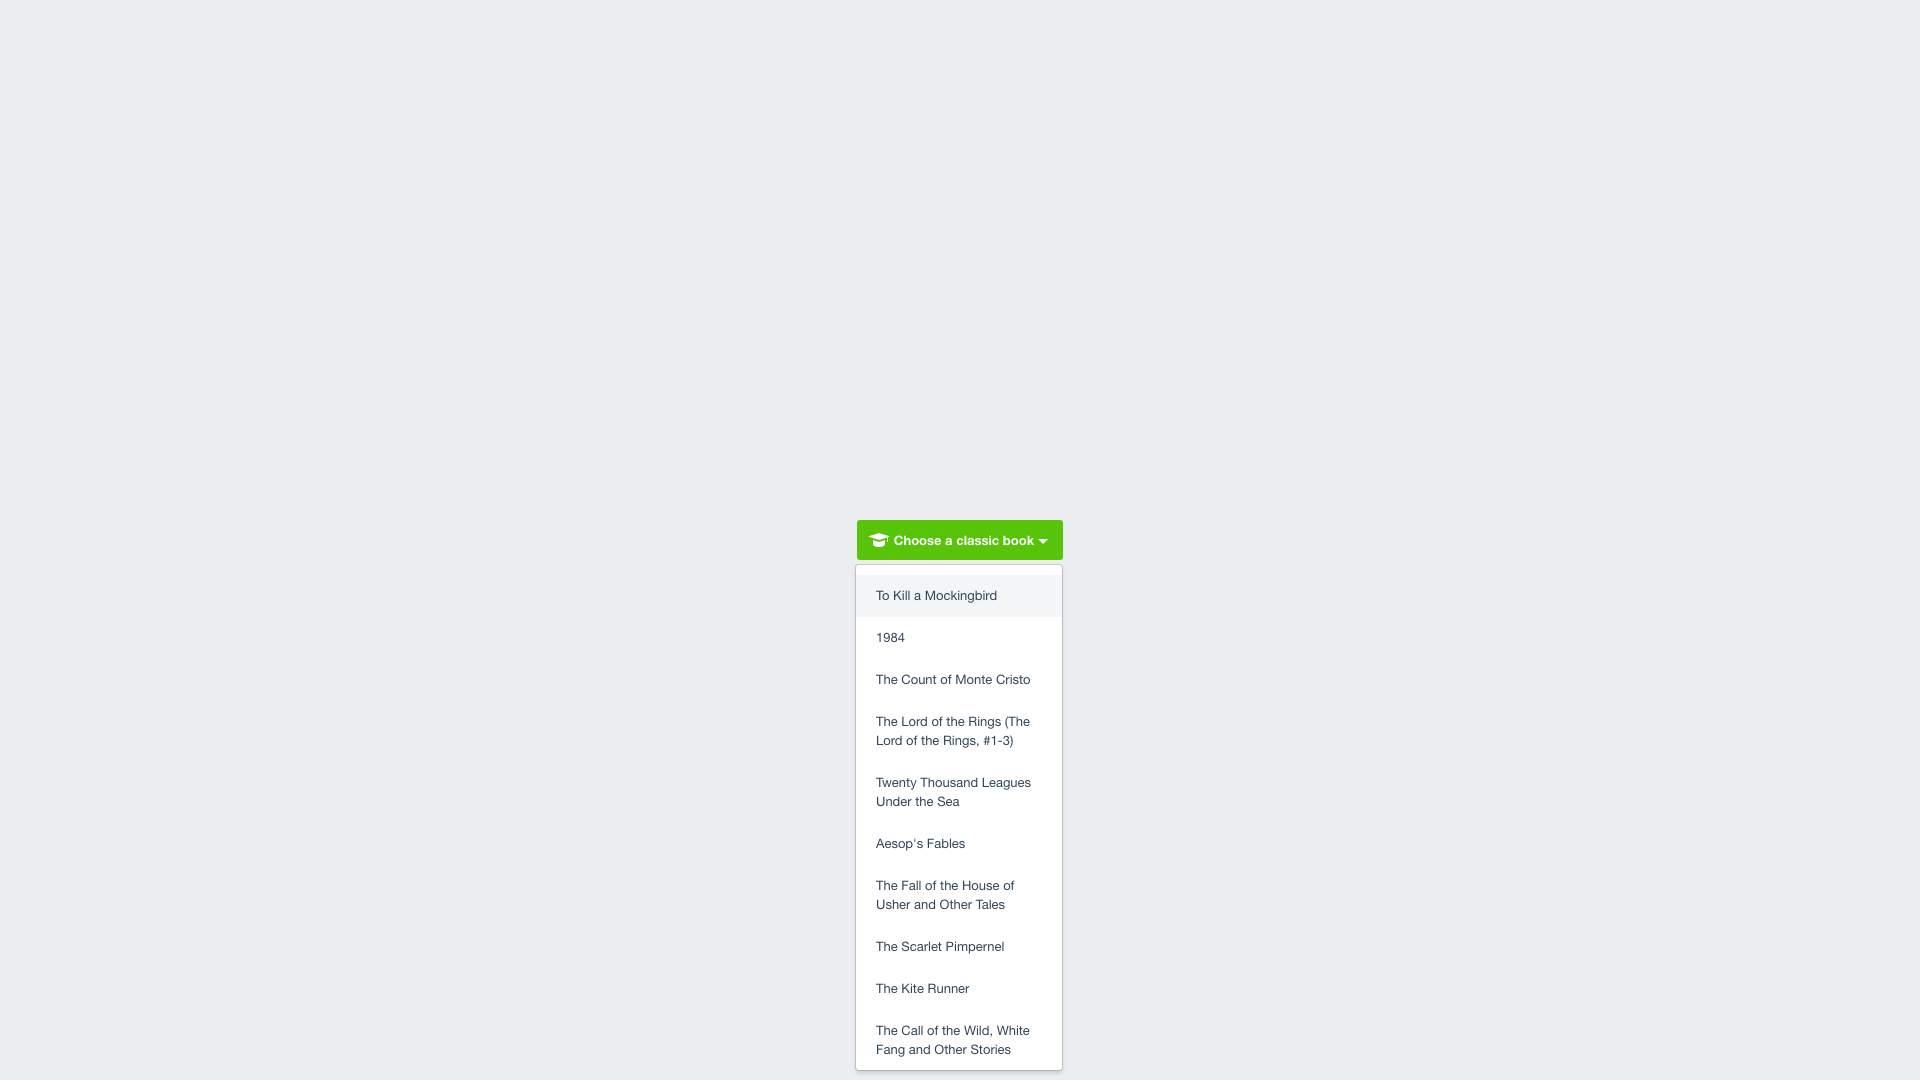 Choose a classic book
To Kill a Mockingbird
1984
The Count of Monte Cristo
The Lord of the Rings (The
Lord of the Rings, #1-3)
Twenty Thousand Leagues
Under the Sea
Aesop's Fables
The Fall of the House of
Usher and Other Tales
The Scarlet Pimpernel
The Kite Runner
The Call of the Wild, White
Fang and Other Stories